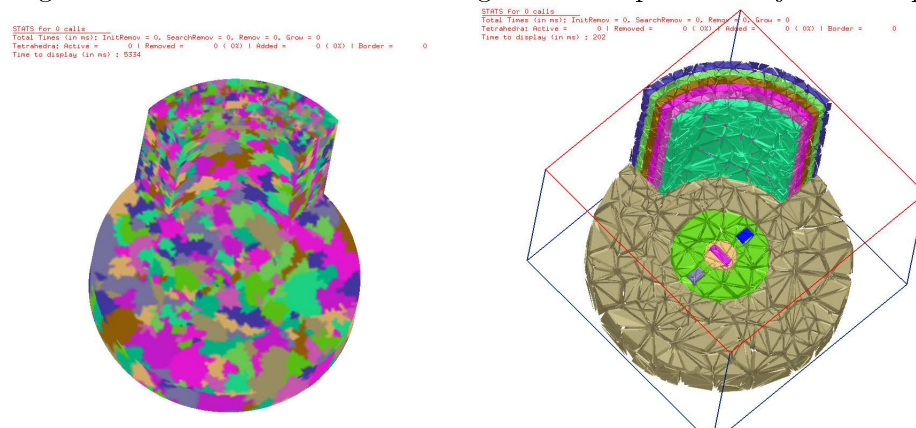 STATS for 0 calls
Total Times (in ms): InitRemov = 0, SearchRemov = 0, Remov = 0, Grow = 0
Tetrahedra: Active = 0 | Removed = 0 ( 0%) | Added = 0 ( 0%) | Border = 0
Time to display (in ms) : 5334
STATS for 0 calls
Total Times (in ms): InitRemov = 0, SearchRemov = 0, Remov = 0, Grow = 0
Tetrahedra: Active = 0 | Removed = 0 ( 0%) | Added = 0 ( 0%) | Border = 0
Time to display (in ms) : 202